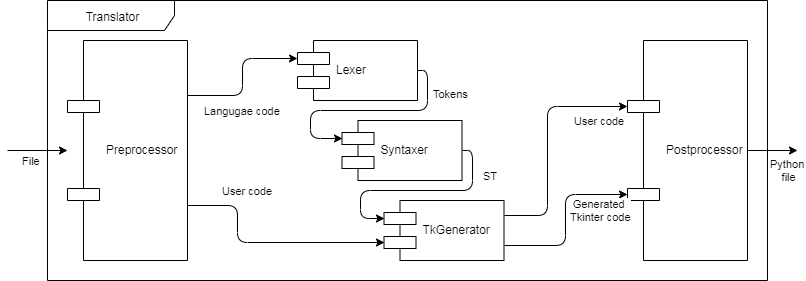 Translator
Lexer
Langugae code
Tokens
File
Preprocessor
Syntaxer
User code
Postprocessor
Python
file
User code
ST
Generated
Tkinter code
TkGenerator